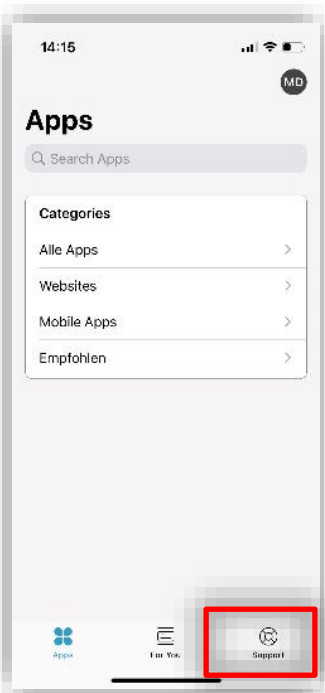 14:15
MD
Apps
Search Apps
Categories
Alle Apps
Websites
Mobile Apps
Empfohlen
Apps
For You
Support